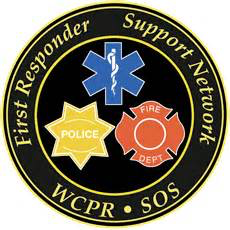 First Responder Support Network
POLICE
FIRE
DEPT
WCPR • SOS